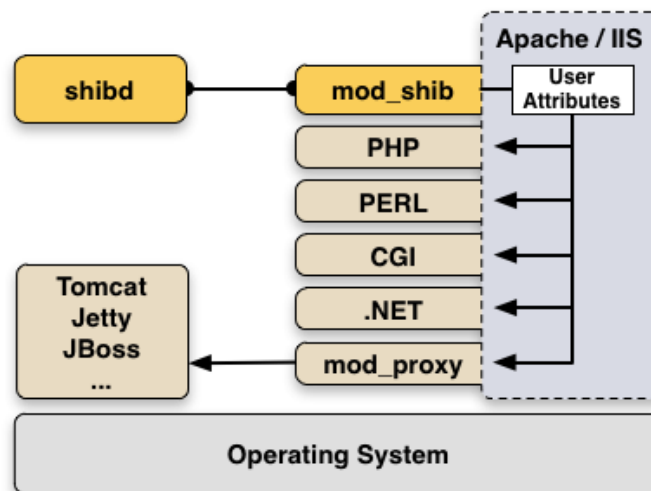 Apache / IIS
shibd
mod_shib
User
Attributes
PHP
PERL
CGI
.NET
mod_proxy
Tomcat
Jetty
JBoss
...
Operating System